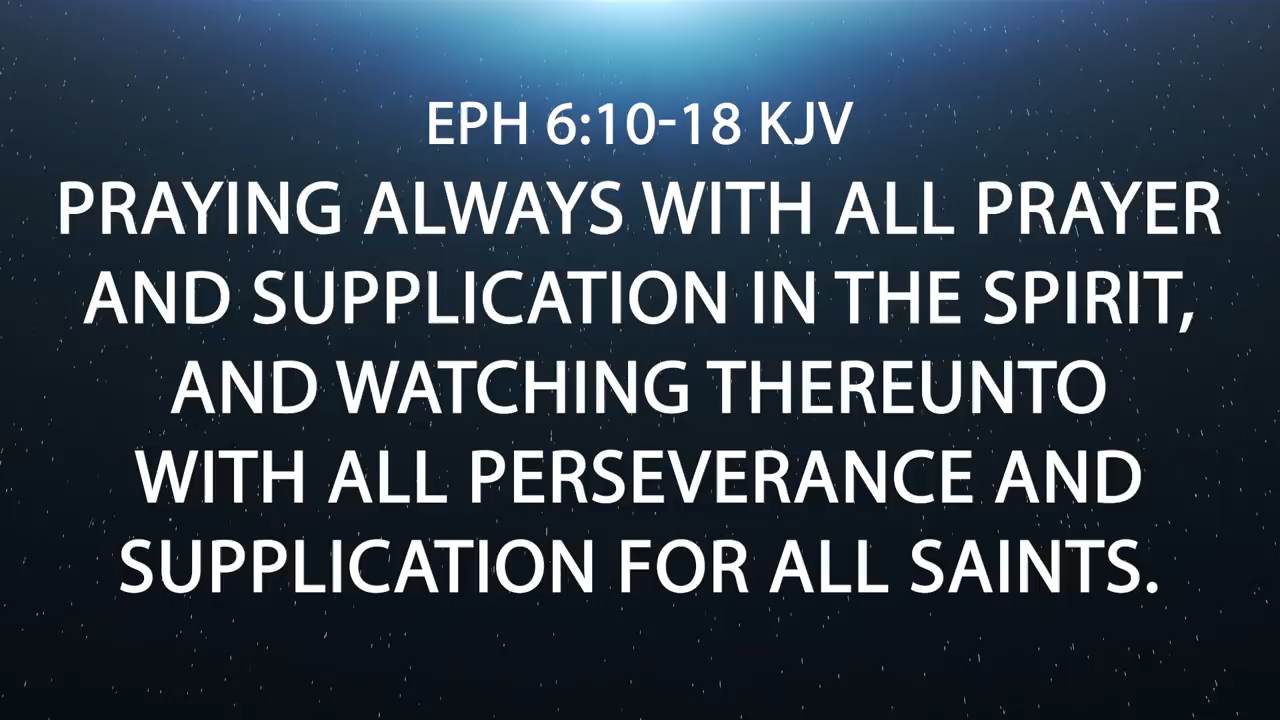 EPH 6:10-18 KJV
PRAYING ALWAYS WITH ALL PRAYER
AND SUPPLICATION IN THE SPIRIT,
AND WATCHING THEREUNTO
WITH ALL PERSEVERANCE AND
SUPPLICATION FOR ALL SAINTS.